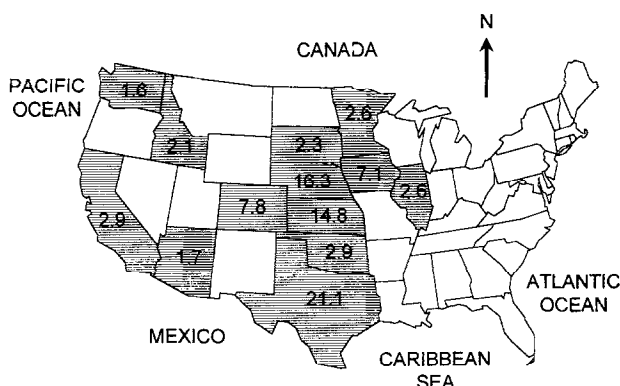 N
CANADA
PACIFIC
OCEAN
1.6
2.6
2.1
2.3
16.3
7.1
2.6
7.8
14.8
2.9
1.7
2.9
21.1
ATLANTIC
OCEAN
MEXICO
CARIBBEAN
SEA